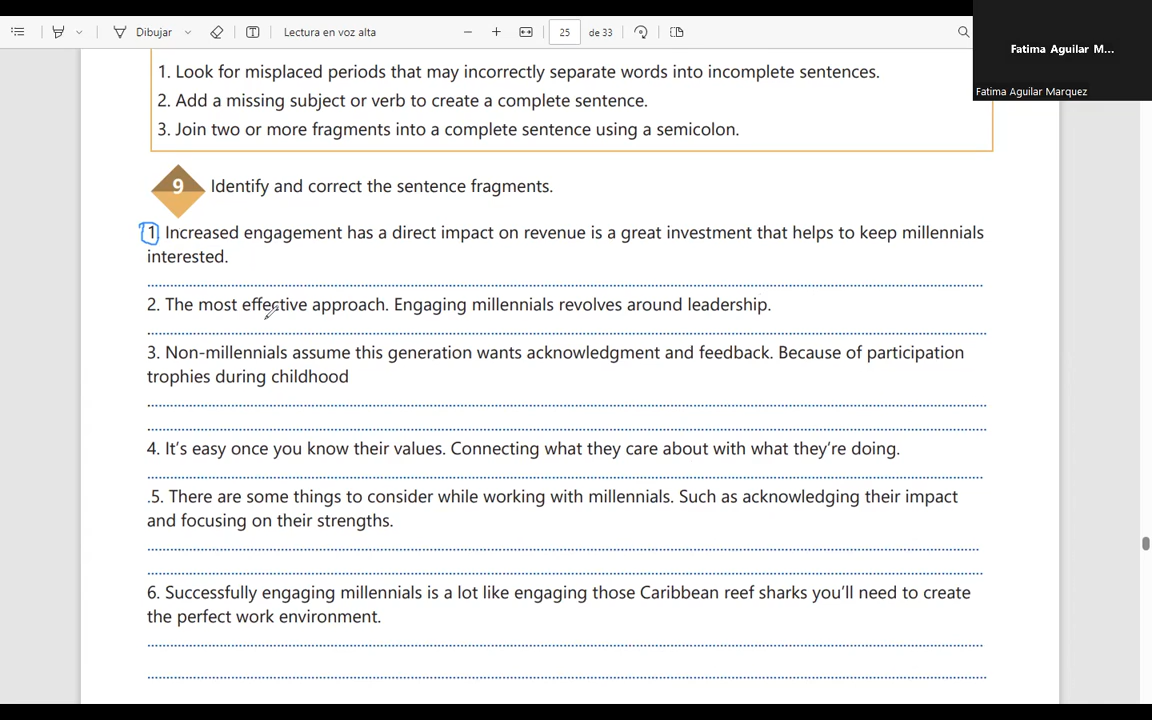 Dibujar
Lectura en voz alta
25
de 33
Fatima Aguilar M...
Fatima Aguilar Marquez
1. Look for misplaced periods that may incorrectly separate words into incomplete sentences.
2. Add a missing subject or verb to create a complete sentence.
3. Join two or more fragments into a complete sentence using a semicolon.
9 Identify and correct the sentence fragments.
1 Increased engagement has a direct impact on revenue is a great investment that helps to keep millennials
interested.
2. The most effective approach. Engaging millennials revolves around leadership.
3. Non-millennials assume this generation wants acknowledgment and feedback. Because of participation
trophies during childhood
4. It’s easy once you know their values. Connecting what they care about with what they’re doing.
.5. There are some things to consider while working with millennials. Such as acknowledging their impact
and focusing on their strengths.
6. Successfully engaging millennials is a lot like engaging those Caribbean reef sharks you’ll need to create
the perfect work environment.